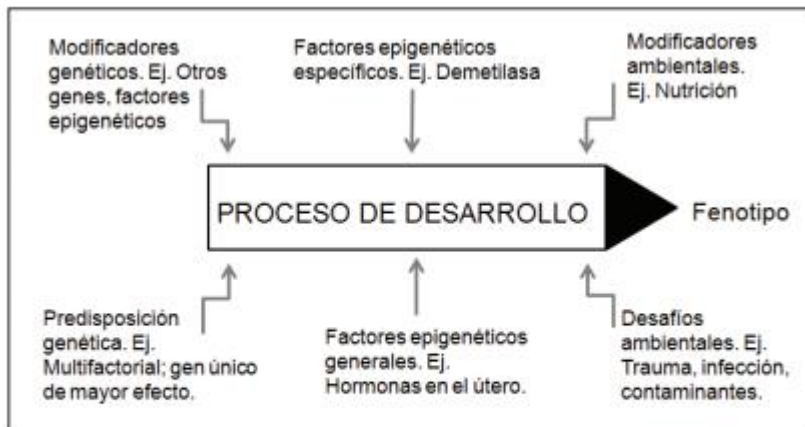 Modificadores
genéticos. Ej. Otros
genes, factores
epigenéticos
Factores epigenéticos
específicos. Ej. Demetilasa
Modificadores
ambientales.
Ej. Nutrición
PROCESO DE DESARROLLO
Fenotipo
Predisposición
genética. Ej.
Multifactorial; gen único
de mayor efecto.
Factores epigenéticos
generales. Ej.
Hormonas en el útero.
Desafíos
ambientales. Ej.
Trauma, infección,
contaminantes.